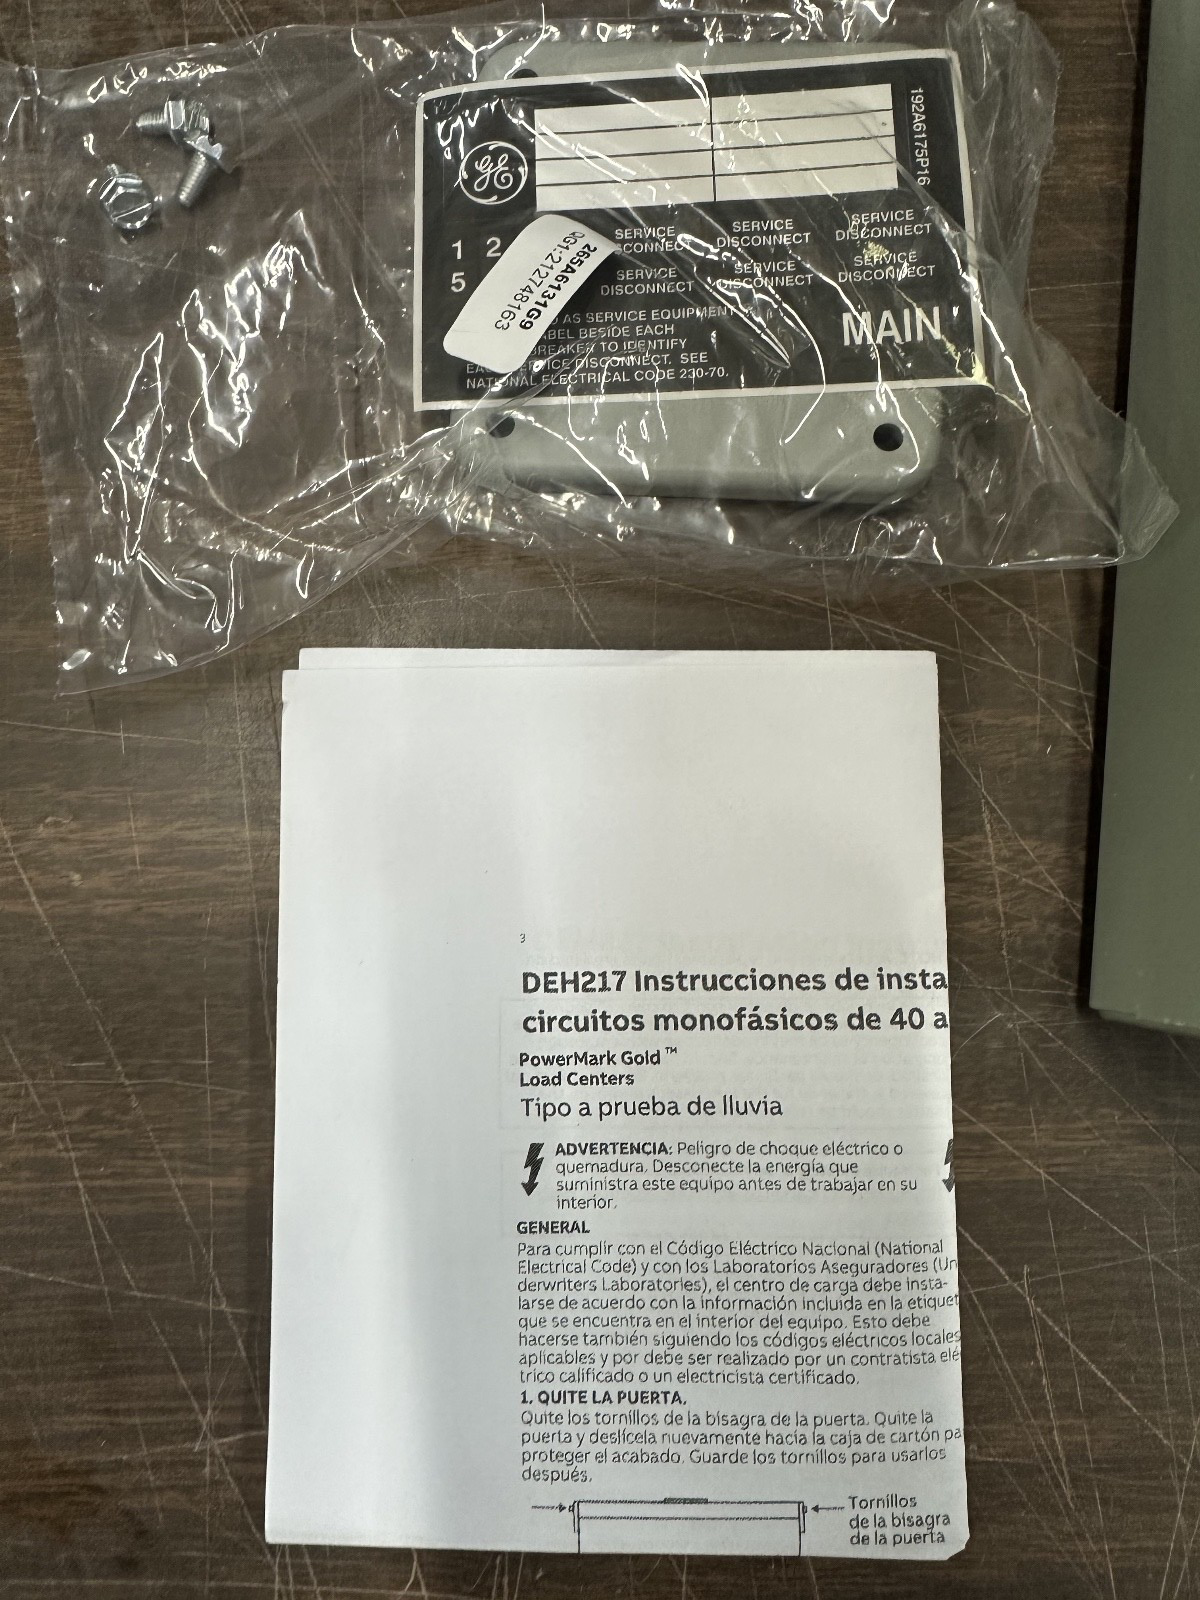 GE
192A6175P16
1 2
5
SERVICE
DISCONNECT
SERVICE
DISCONNECT
SERVICE
DISCONNECT
SERVICE
DISCONNECT
SERVICE
DISCONNECT
265A6131G9
QG1:-212748163
AS SERVICE EQUIPMENT
BESIDE EACH
BREAKER TO IDENTIFY
DISCONNECT. SEE
NATIONAL ELECTRICAL CODE 230-70.
MAIN
3
DEH217 Instrucciones de insta
circuitos monofásicos de 40 a
PowerMark Gold™
Load Centers
Tipo a prueba de lluvia
ADVERTENCIA: Peligro de choque eléctrico o
quemadura. Desconecte la energía que
suministra este equipo antes de trabajar en su
interior.
GENERAL
Para cumplir con el Código Eléctrico Nacional (National
Electrical Code) y con los Laboratorios Aseguradores (Un
derwriters Laboratories), el centro de carga debe insta-
larse de acuerdo con la información incluida en la etiquet
que se encuentra en el interior del equipo. Esto debe
hacerse también siguiendo los códigos eléctricos locales
aplicables y por debe ser realizado por un contratista elé
trico calificado o un electricista certificado.
1. QUITE LA PUERTA.
Quite los tornillos de la bisagra de la puerta. Quite la
puerta y deslícela nuevamente hacia la caja de cartón pa
proteger el acabado. Guarde los tornillos para usarlos
después.
Tornillos
de la bisagra
de la puerta